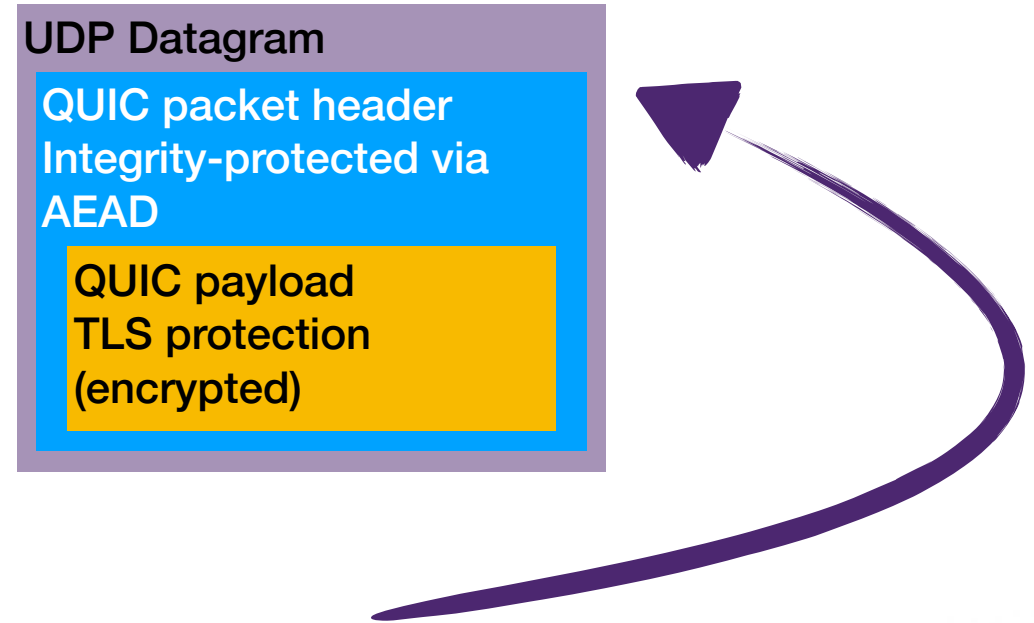 UDP Datagram
QUIC packet header
Integrity-protected via
AEAD
QUIC payload
TLS protection
(encrypted)